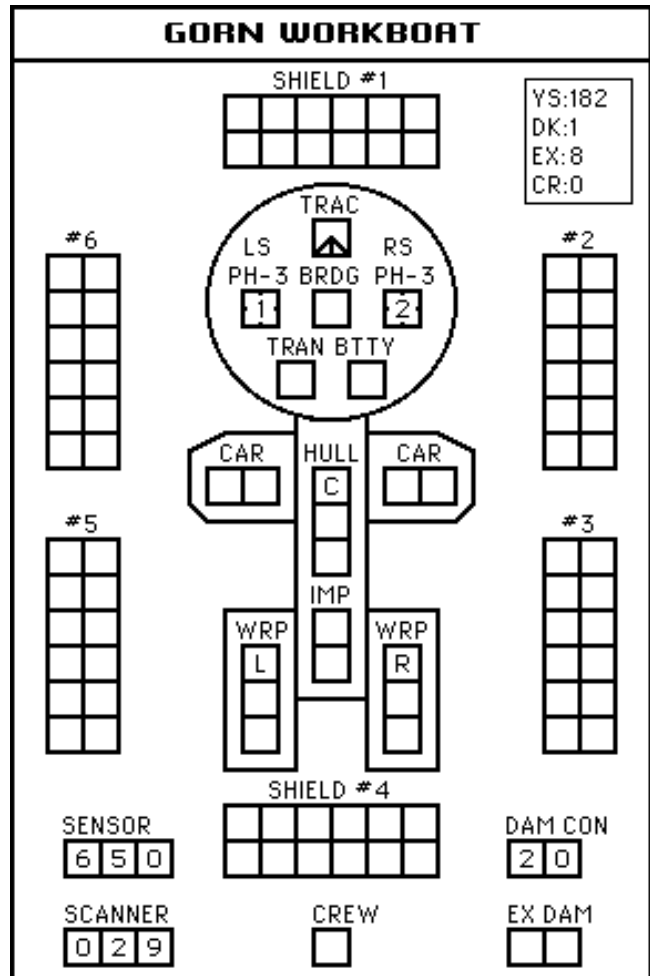 GORN WORKBOAT
SHIELD #1
YS:182
DK:1
EX:8
CR:0
TRAC
#6
#2
LS RS
PH-3 BRDG PH-3
1 2
TRAN BTTY
CAR HULL CAR
C
#5
#3
IMP
WRP WRP
L R
SHIELD #4
SENSOR DAM CON
6 5 0 2 0
SCANNER CREW EX DAM
0 2 9